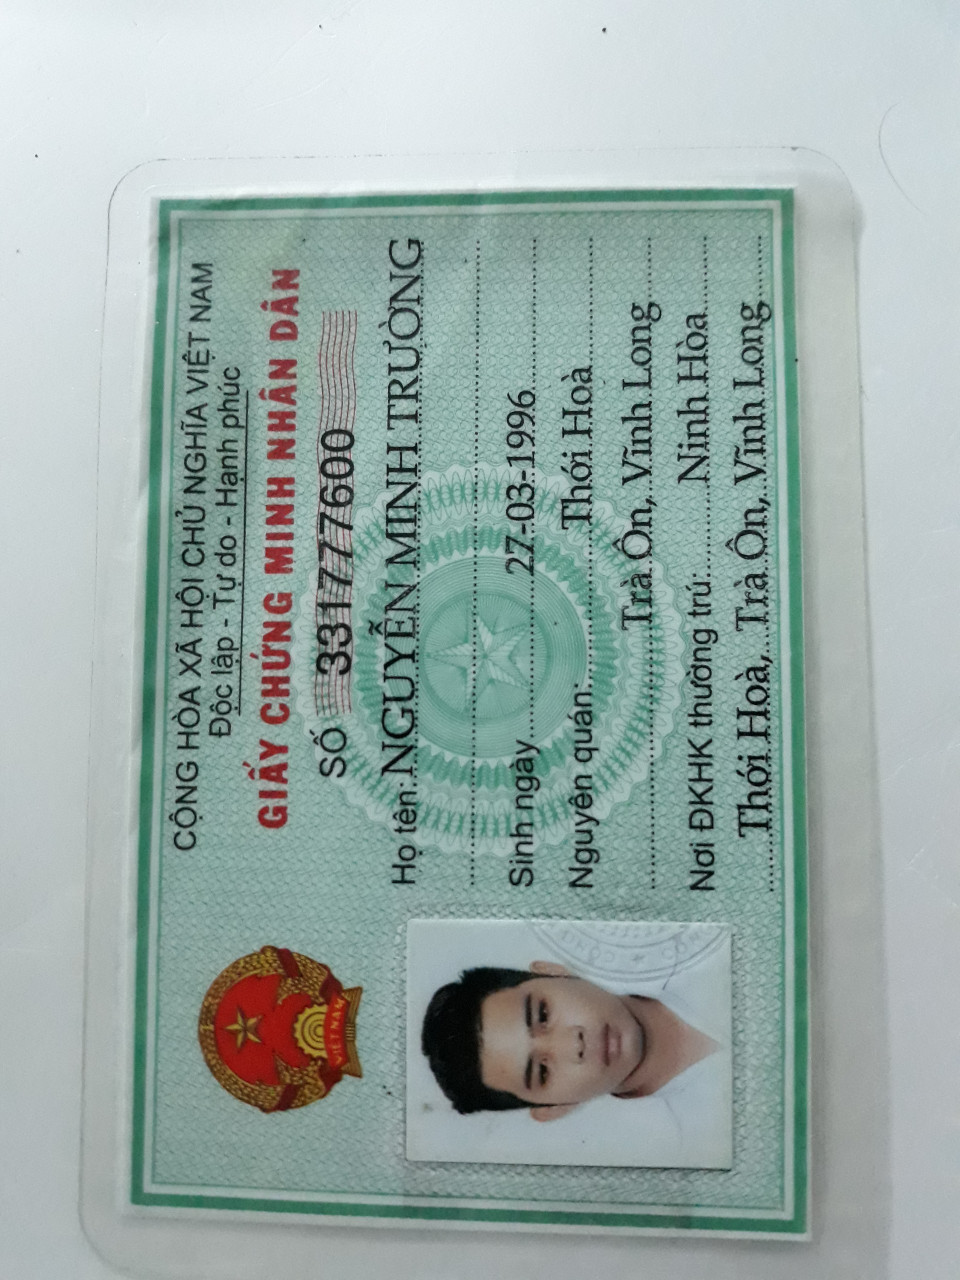 CỘNG HÒA XÃ HỘI CHỦ NGHĨA VIỆT NAM
Độc lập - Tự do - Hạnh phúc
GIẤY CHỨNG MINH NHÂN DÂN
SỐ 331777600
Họ tên: NGUYỄN MINH TRƯỜNG
Sinh ngày 27-03-1996
Nguyên quán: Thới Hoà
Trà Ôn, Vĩnh Long
Nơi ĐKHK thường trú: Ninh Hòa
Thới Hoà, Trà Ôn, Vĩnh Long
VIỆT NAM